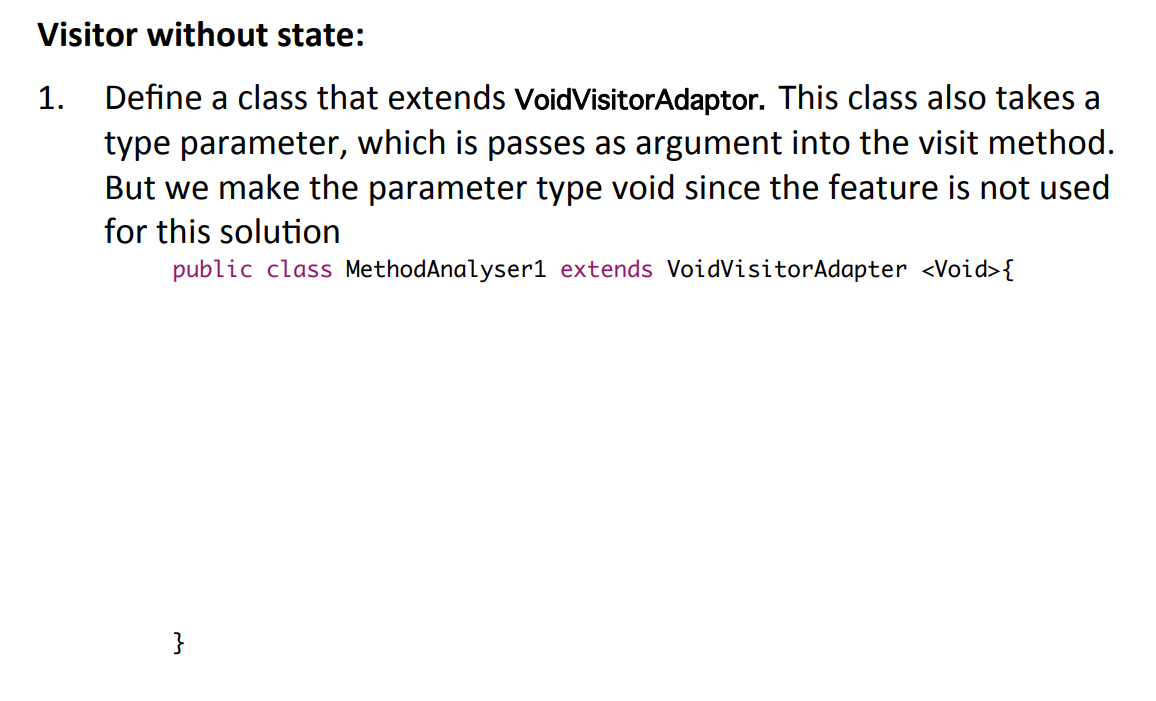 Visitor without state:
1. Define a class that extends VoidVisitorAdaptor. This class also takes a
type parameter, which is passes as argument into the visit method.
But we make the parameter type void since the feature is not used
for this solution
public class MethodAnalyser1 extends VoidVisitorAdapter <Void>{
}